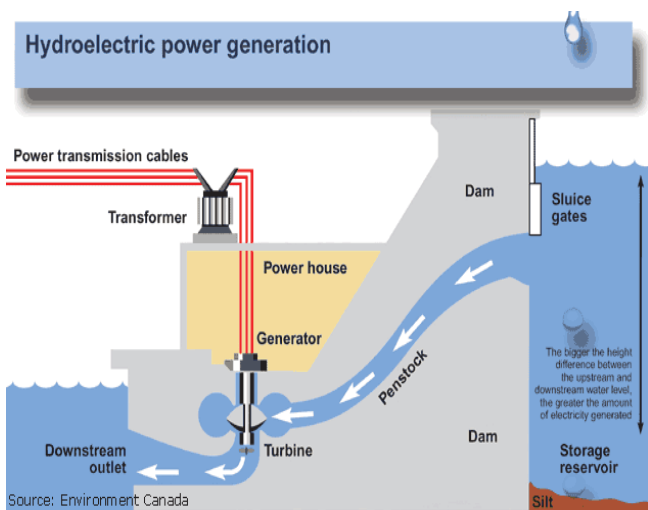 Hydroelectric power generation
Power transmission cables
Transformer
Dam
Sluice
gates
Power house
Generator
Penstock
The bigger the height
difference between
the upstream and
downstream water level,
the greater the amount
of electricity generated
Downstream
outlet
Turbine
Dam
Storage
reservoir
Silt
Source: Environment Canada